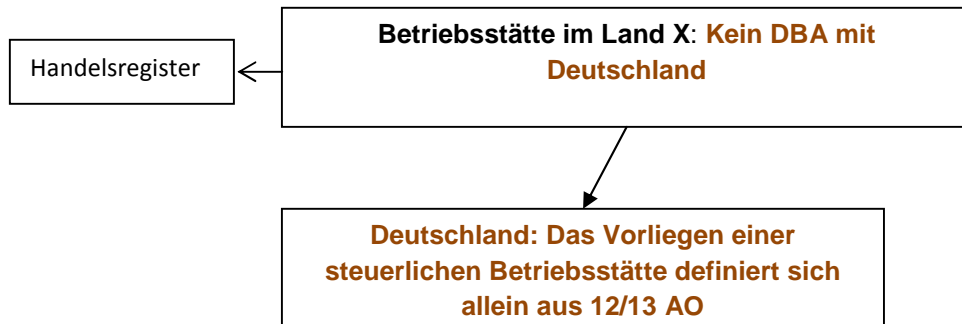 Betriebsstätte im Land X: Kein DBA mit
Deutschland
Handelsregister
Deutschland: Das Vorliegen einer
steuerlichen Betriebsstätte definiert sich
allein aus 12/13 AO